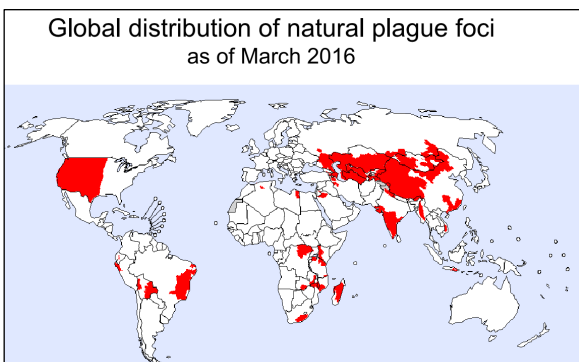 Global distribution of natural plague foci
as of March 2016